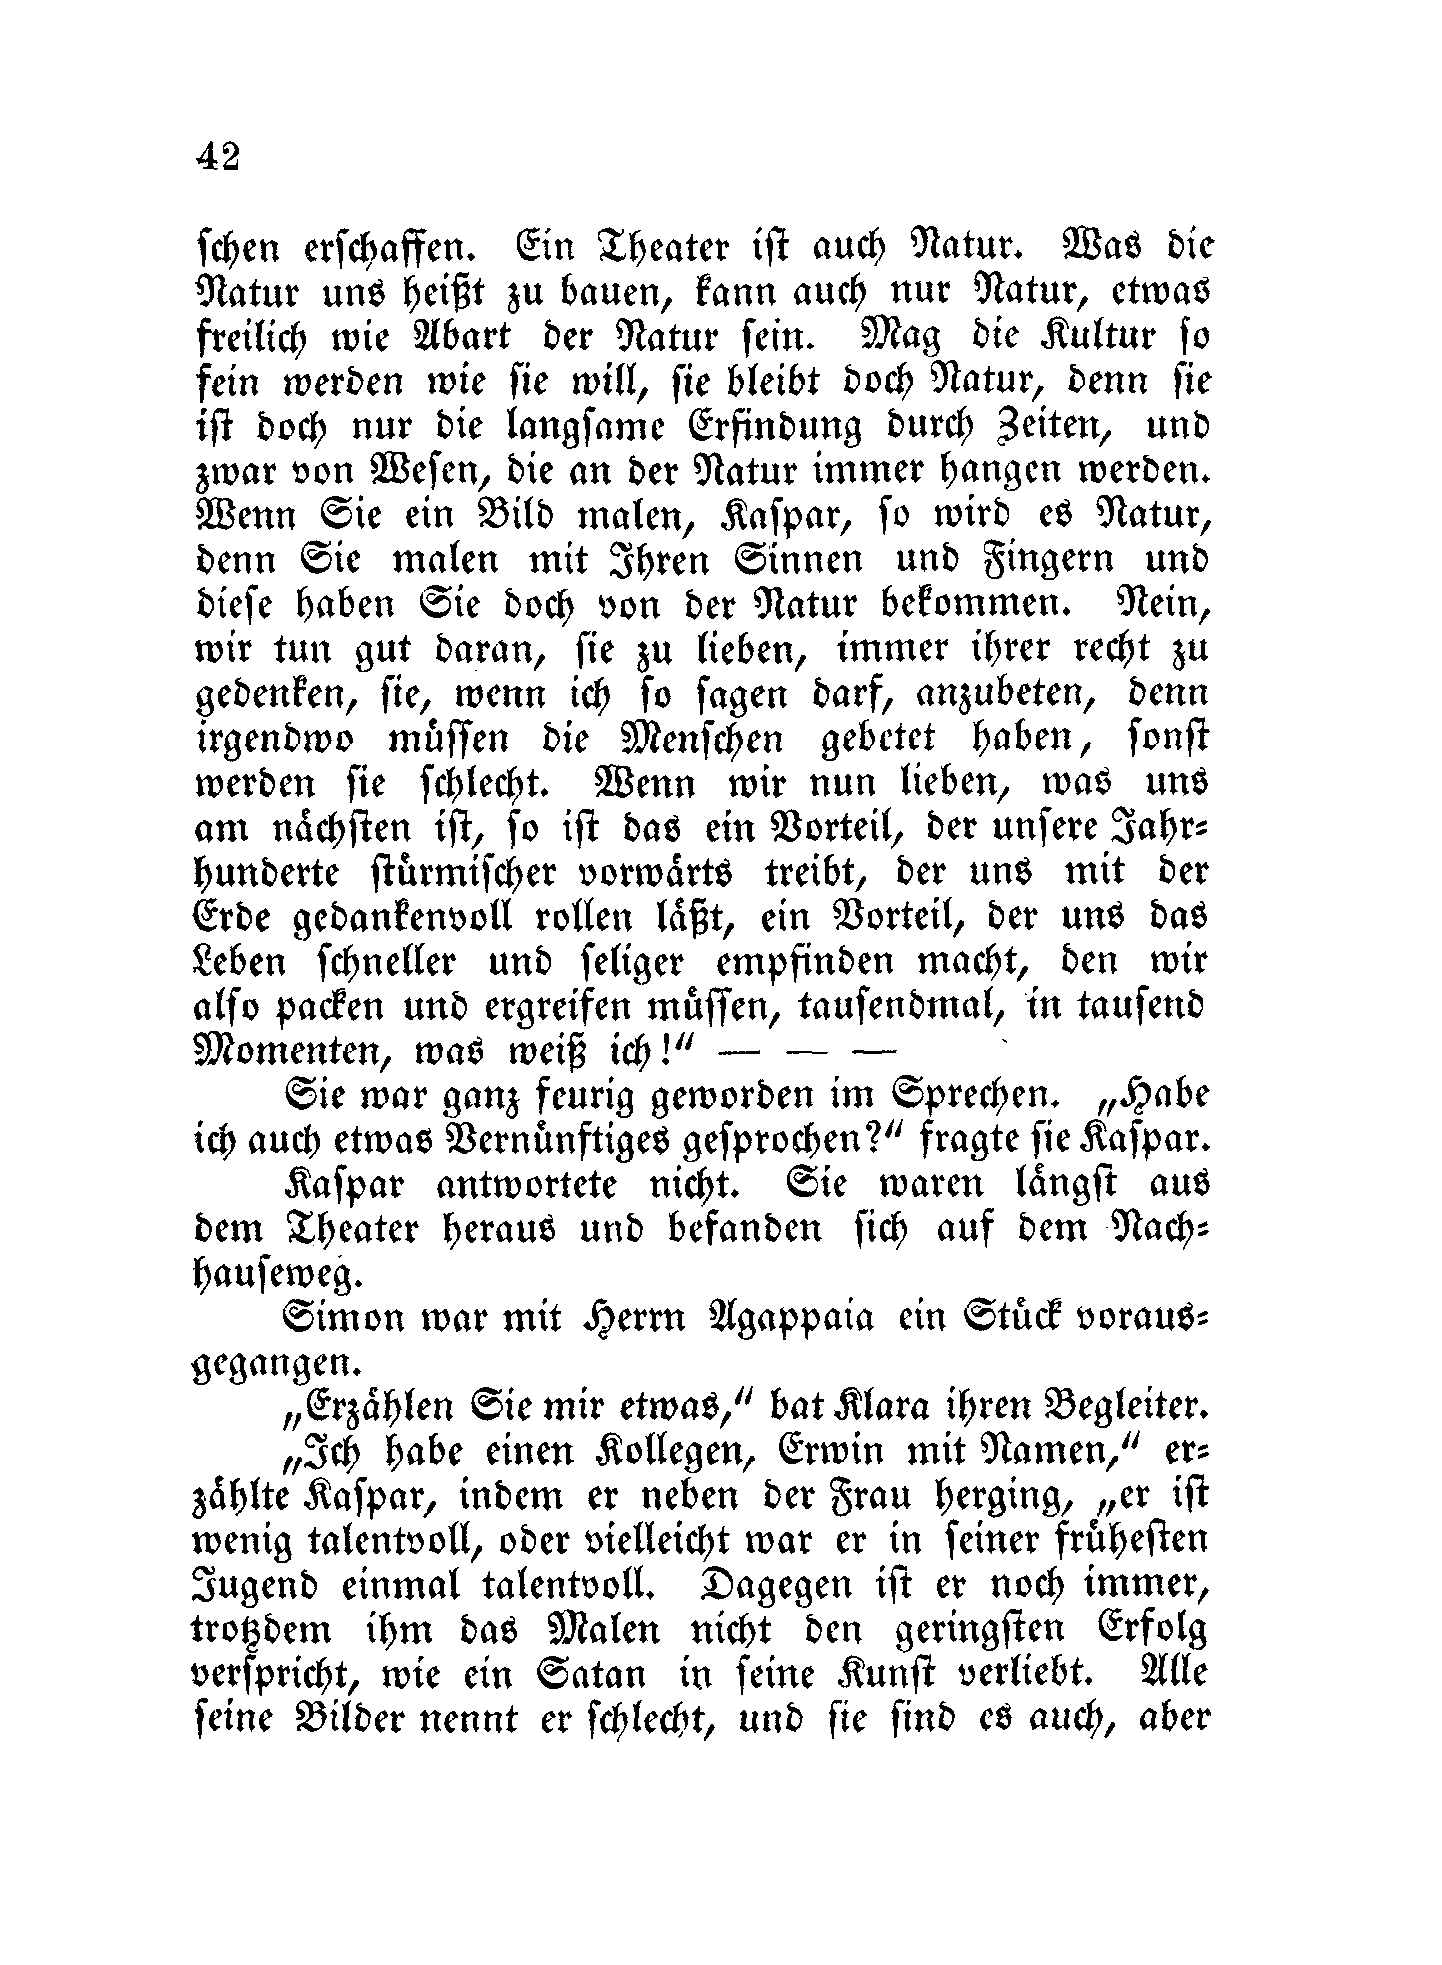 42
schen erschaffen. Ein Theater ist auch Natur. Was die
Natur uns heißt zu bauen, kann auch nur Natur, etwas
freilich wie Abart der Natur sein. Mag die Kultur so
fein werden wie sie will, sie bleibt doch Natur, denn sie
ist doch nur die langsame Erfindung durch Zeiten, und
zwar von Wesen, die an der Natur immer hangen werden.
Wenn Sie ein Bild malen, Kaspar, so wird es Natur,
denn Sie malen mit Ihren Sinnen und Fingern und
diese haben Sie doch von der Natur bekommen. Nein,
wir tun gut daran, sie zu lieben, immer ihrer recht zu
gedenken, sie, wenn ich so sagen darf, anzubeten, denn
irgendwo müssen die Menschen gebetet haben, sonst
werden sie schlecht. Wenn wir nun lieben, was uns
am nächsten ist, so ist das ein Vorteil, der unsere Jahr-
hunderte stürmischer vorwärts treibt, der uns mit der
Erde gedankenvoll rollen läßt, ein Vorteil, der uns das
Leben schneller und seliger empfinden macht, den wir
also packen und ergreifen müssen, tausendmal, in tausend
Momenten, was weiß ich!“ — — —
Sie war ganz feurig geworden im Sprechen. „Habe
ich auch etwas Vernünftiges gesprochen?“ fragte sie Kaspar.
Kaspar antwortete nicht. Sie waren längst aus
dem Theater heraus und befanden sich auf dem Nach-
hauseweg.
Simon war mit Herrn Agappaia ein Stück voraus-
gegangen.
„Erzählen Sie mir etwas,“ bat Klara ihren Begleiter.
„Ich habe einen Kollegen, Erwin mit Namen,“ er-
zählte Kaspar, indem er neben der Frau herging, „er ist
wenig talentvoll, oder vielleicht war er in seiner frühesten
Jugend einmal talentvoll. Dagegen ist er noch immer,
trotzdem ihm das Malen nicht den geringsten Erfolg
verspricht, wie ein Satan in seine Kunst verliebt. Alle
seine Bilder nennt er schlecht, und sie sind es auch, aber